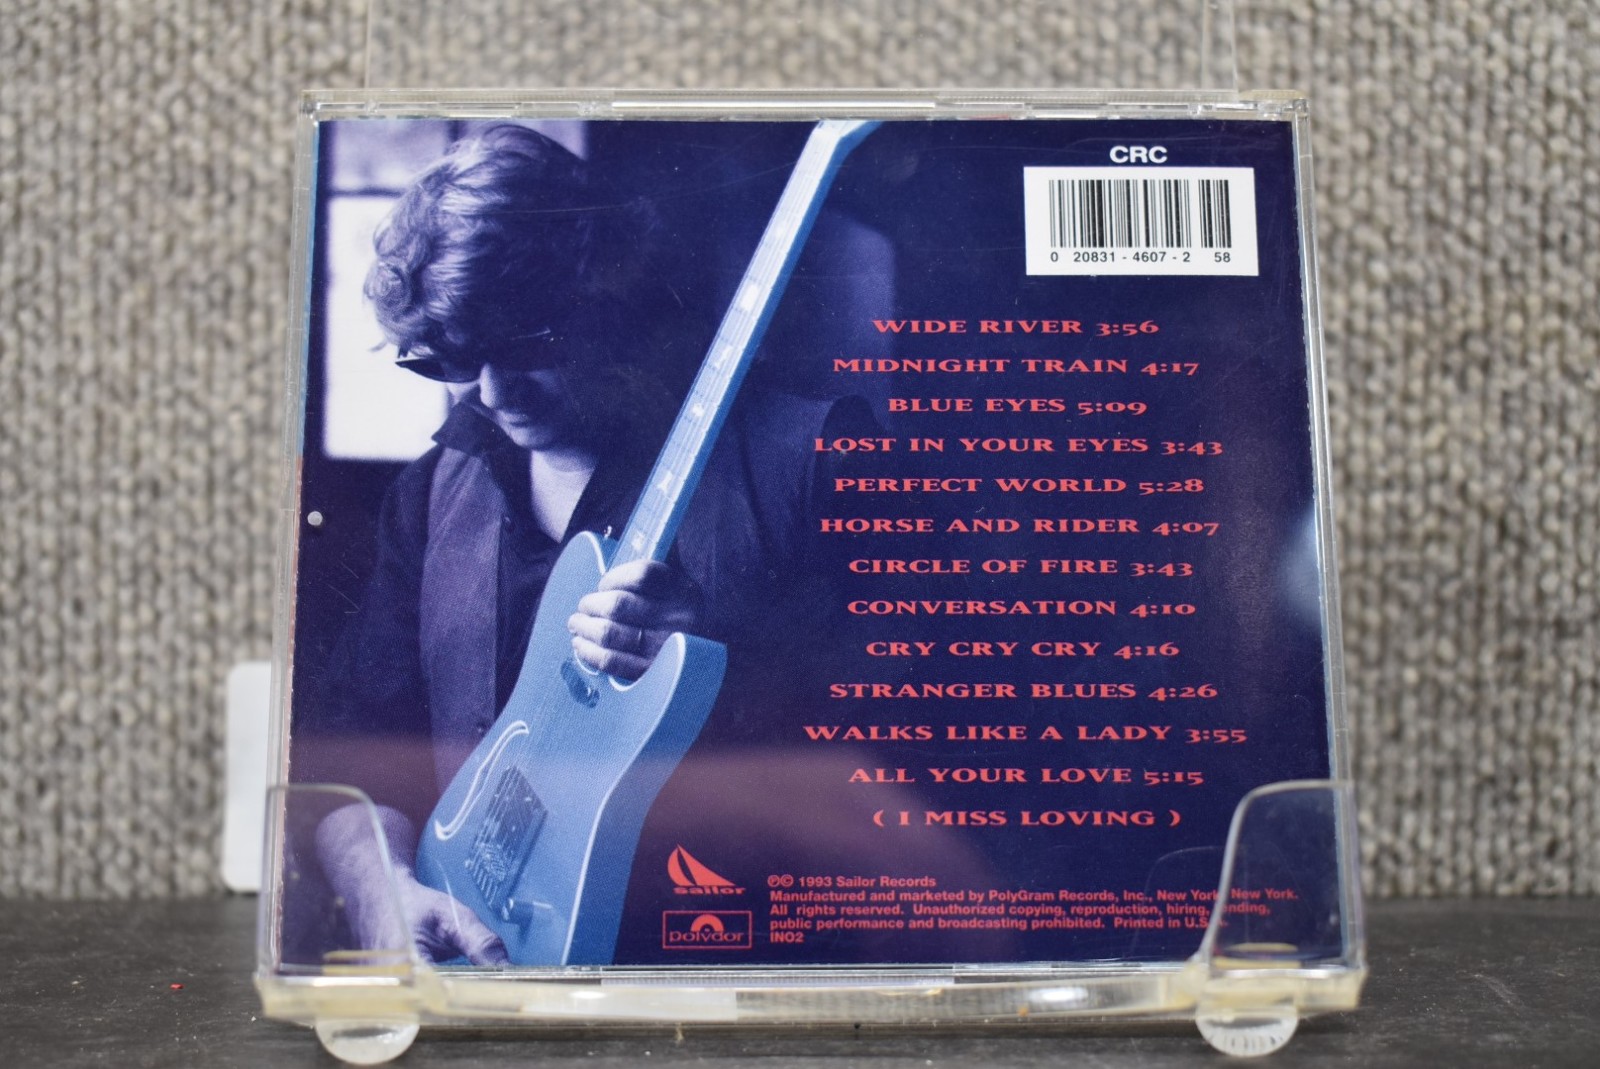 CRC
0 20831 - 4607 - 2 58
WIDE RIVER 3:56
MIDNIGHT TRAIN 4:17
BLUE EYES 5:09
LOST IN YOUR EYES 3:43
PERFECT WORLD 5:28
HORSE AND RIDER 4:07
CIRCLE OF FIRE 3:43
CONVERSATION 4:10
CRY CRY CRY 4:16
STRANGER BLUES 4:26
WALKS LIKE A LADY 3:55
ALL YOUR LOVE 5:15
( I MISS LOVING )
sailor
polydor
℗© 1993 Sailor Records
Manufactured and marketed by PolyGram Records, Inc., New York, New York.
All rights reserved. Unauthorized copying, reproduction, hiring,
public performance and broadcasting prohibited. Printed in U.S.
INO2